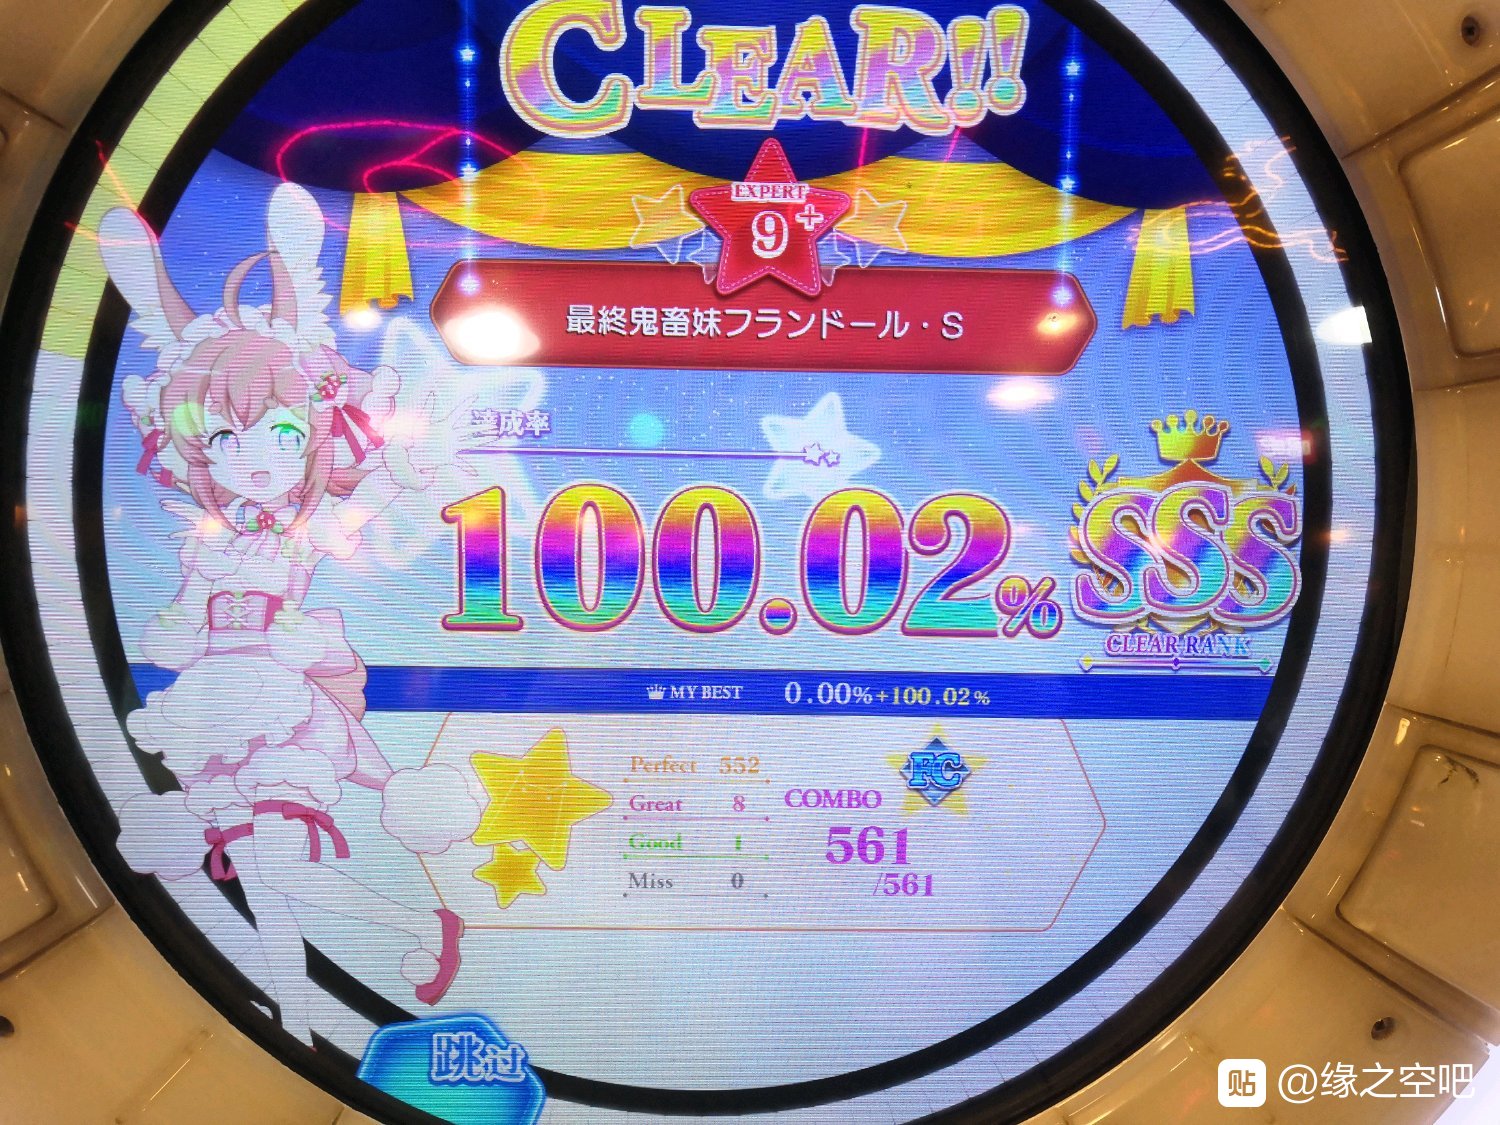 CLEAR!!
EXPERT
9+
最終鬼畜妹フランドール・S
達成率
100.02%
SSS
CLEAR RANK
MY BEST 0.00%+100.02%
Perfect 552
Great 8
Good 1
Miss 0
FC
COMBO
561
/561
跳过
贴 @缘之空吧